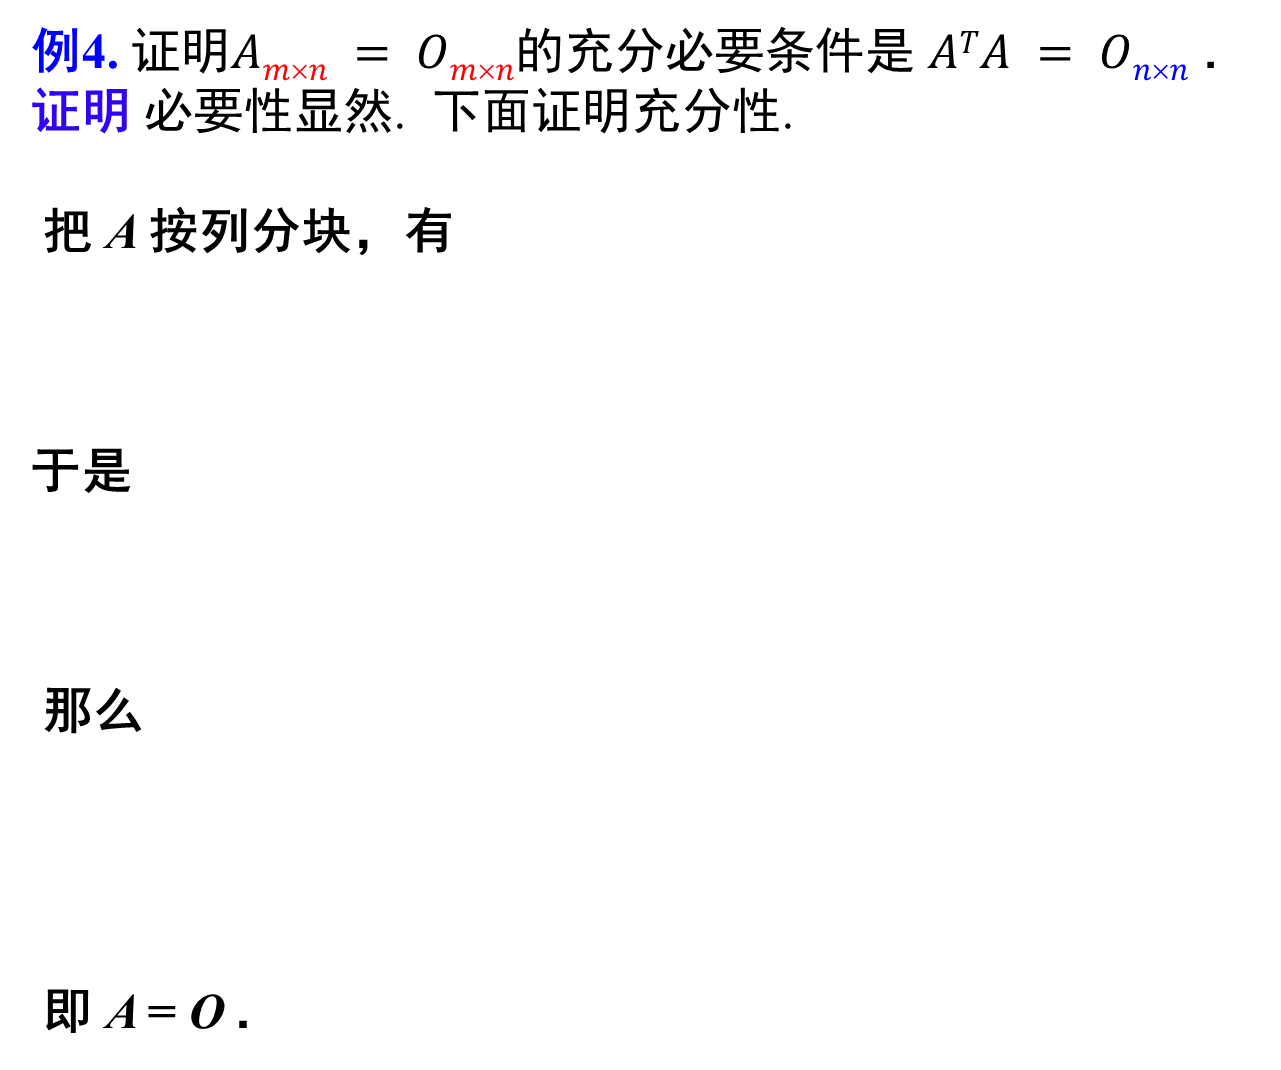 例4. 证明A_{m×n} = O_{m×n}的充分必要条件是 A^T A = O_{n×n} .
证明 必要性显然. 下面证明充分性.
把 A 按列分块，有
于是
那么
即 A = O .